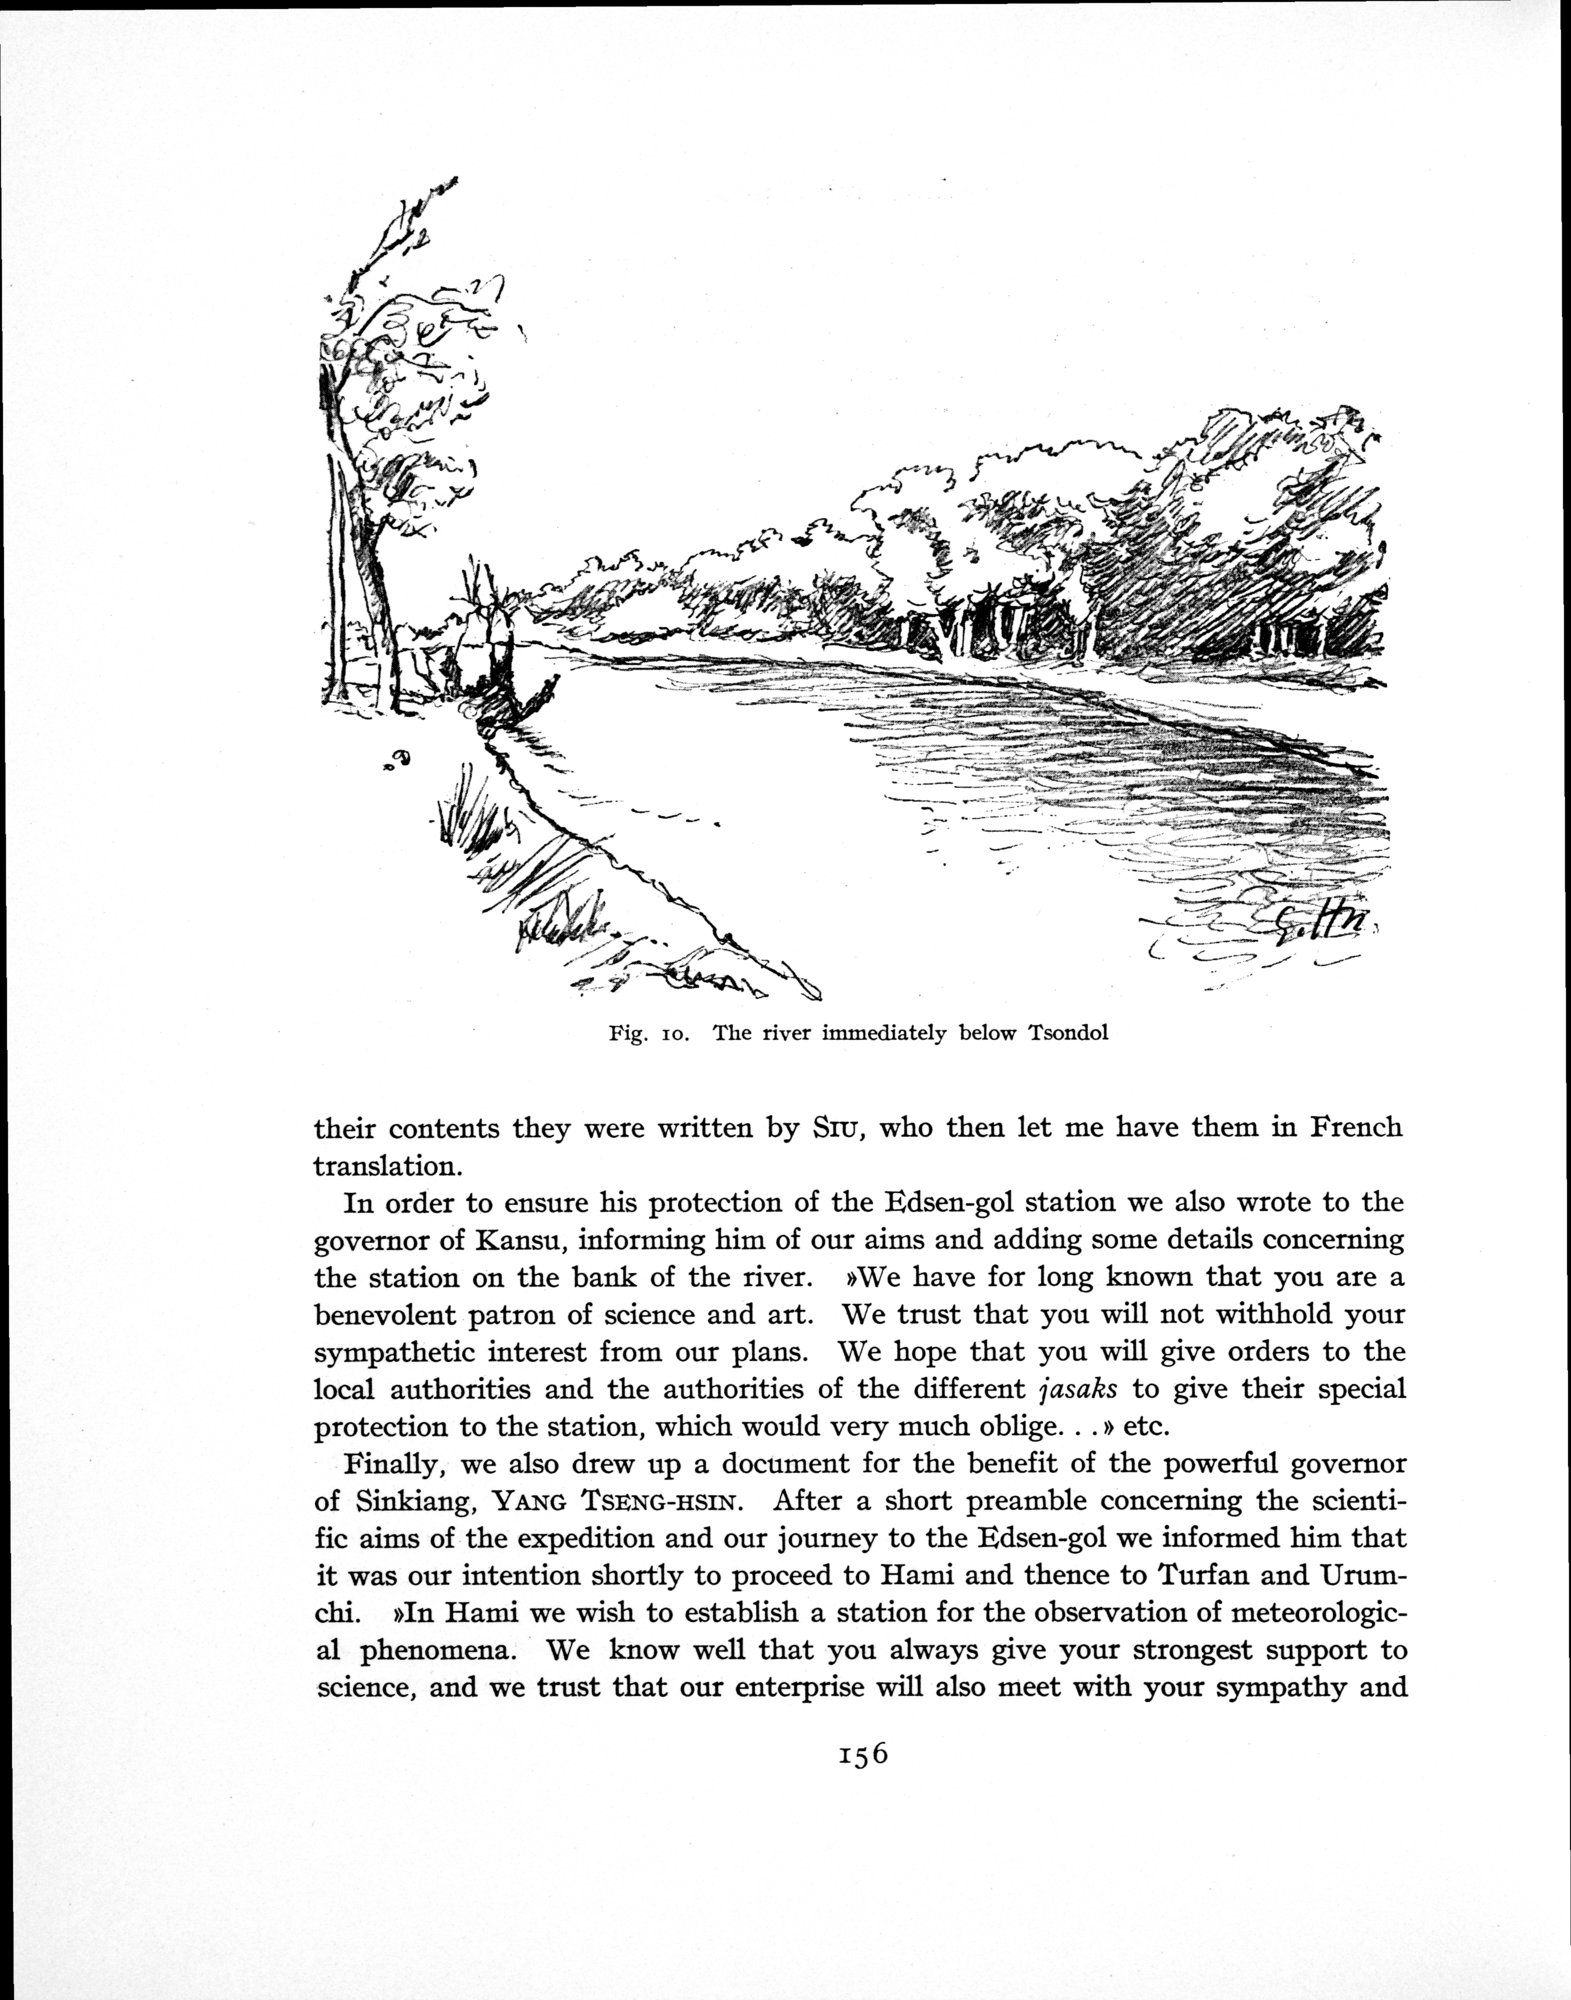 S. Hn.
Fig. 10. The river immediately below Tsondol
their contents they were written by SIU, who then let me have them in French
translation.
In order to ensure his protection of the Edsen-gol station we also wrote to the
governor of Kansu, informing him of our aims and adding some details concerning
the station on the bank of the river. »We have for long known that you are a
benevolent patron of science and art. We trust that you will not withhold your
sympathetic interest from our plans. We hope that you will give orders to the
local authorities and the authorities of the different jasaks to give their special
protection to the station, which would very much oblige. . .» etc.
Finally, we also drew up a document for the benefit of the powerful governor
of Sinkiang, YANG TSENG-HSIN. After a short preamble concerning the scienti-
fic aims of the expedition and our journey to the Edsen-gol we informed him that
it was our intention shortly to proceed to Hami and thence to Turfan and Urum-
chi. »In Hami we wish to establish a station for the observation of meteorologic-
al phenomena. We know well that you always give your strongest support to
science, and we trust that our enterprise will also meet with your sympathy and
156